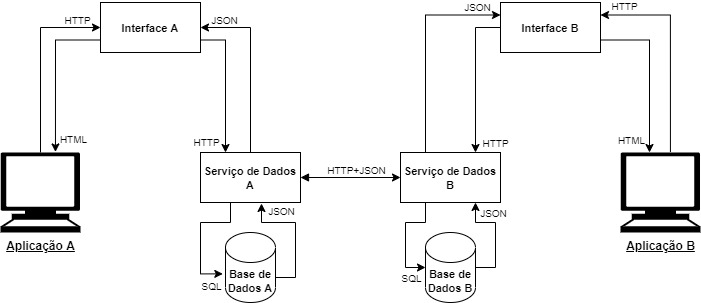 HTTP
Interface A
JSON
JSON
Interface B
HTTP
HTML
HTTP
HTTP
HTML
Serviço de Dados
A
HTTP+JSON
Serviço de Dados
B
Aplicação A
JSON
JSON
Aplicação B
SQL
Base de
Dados A
SQL
Base de
Dados B